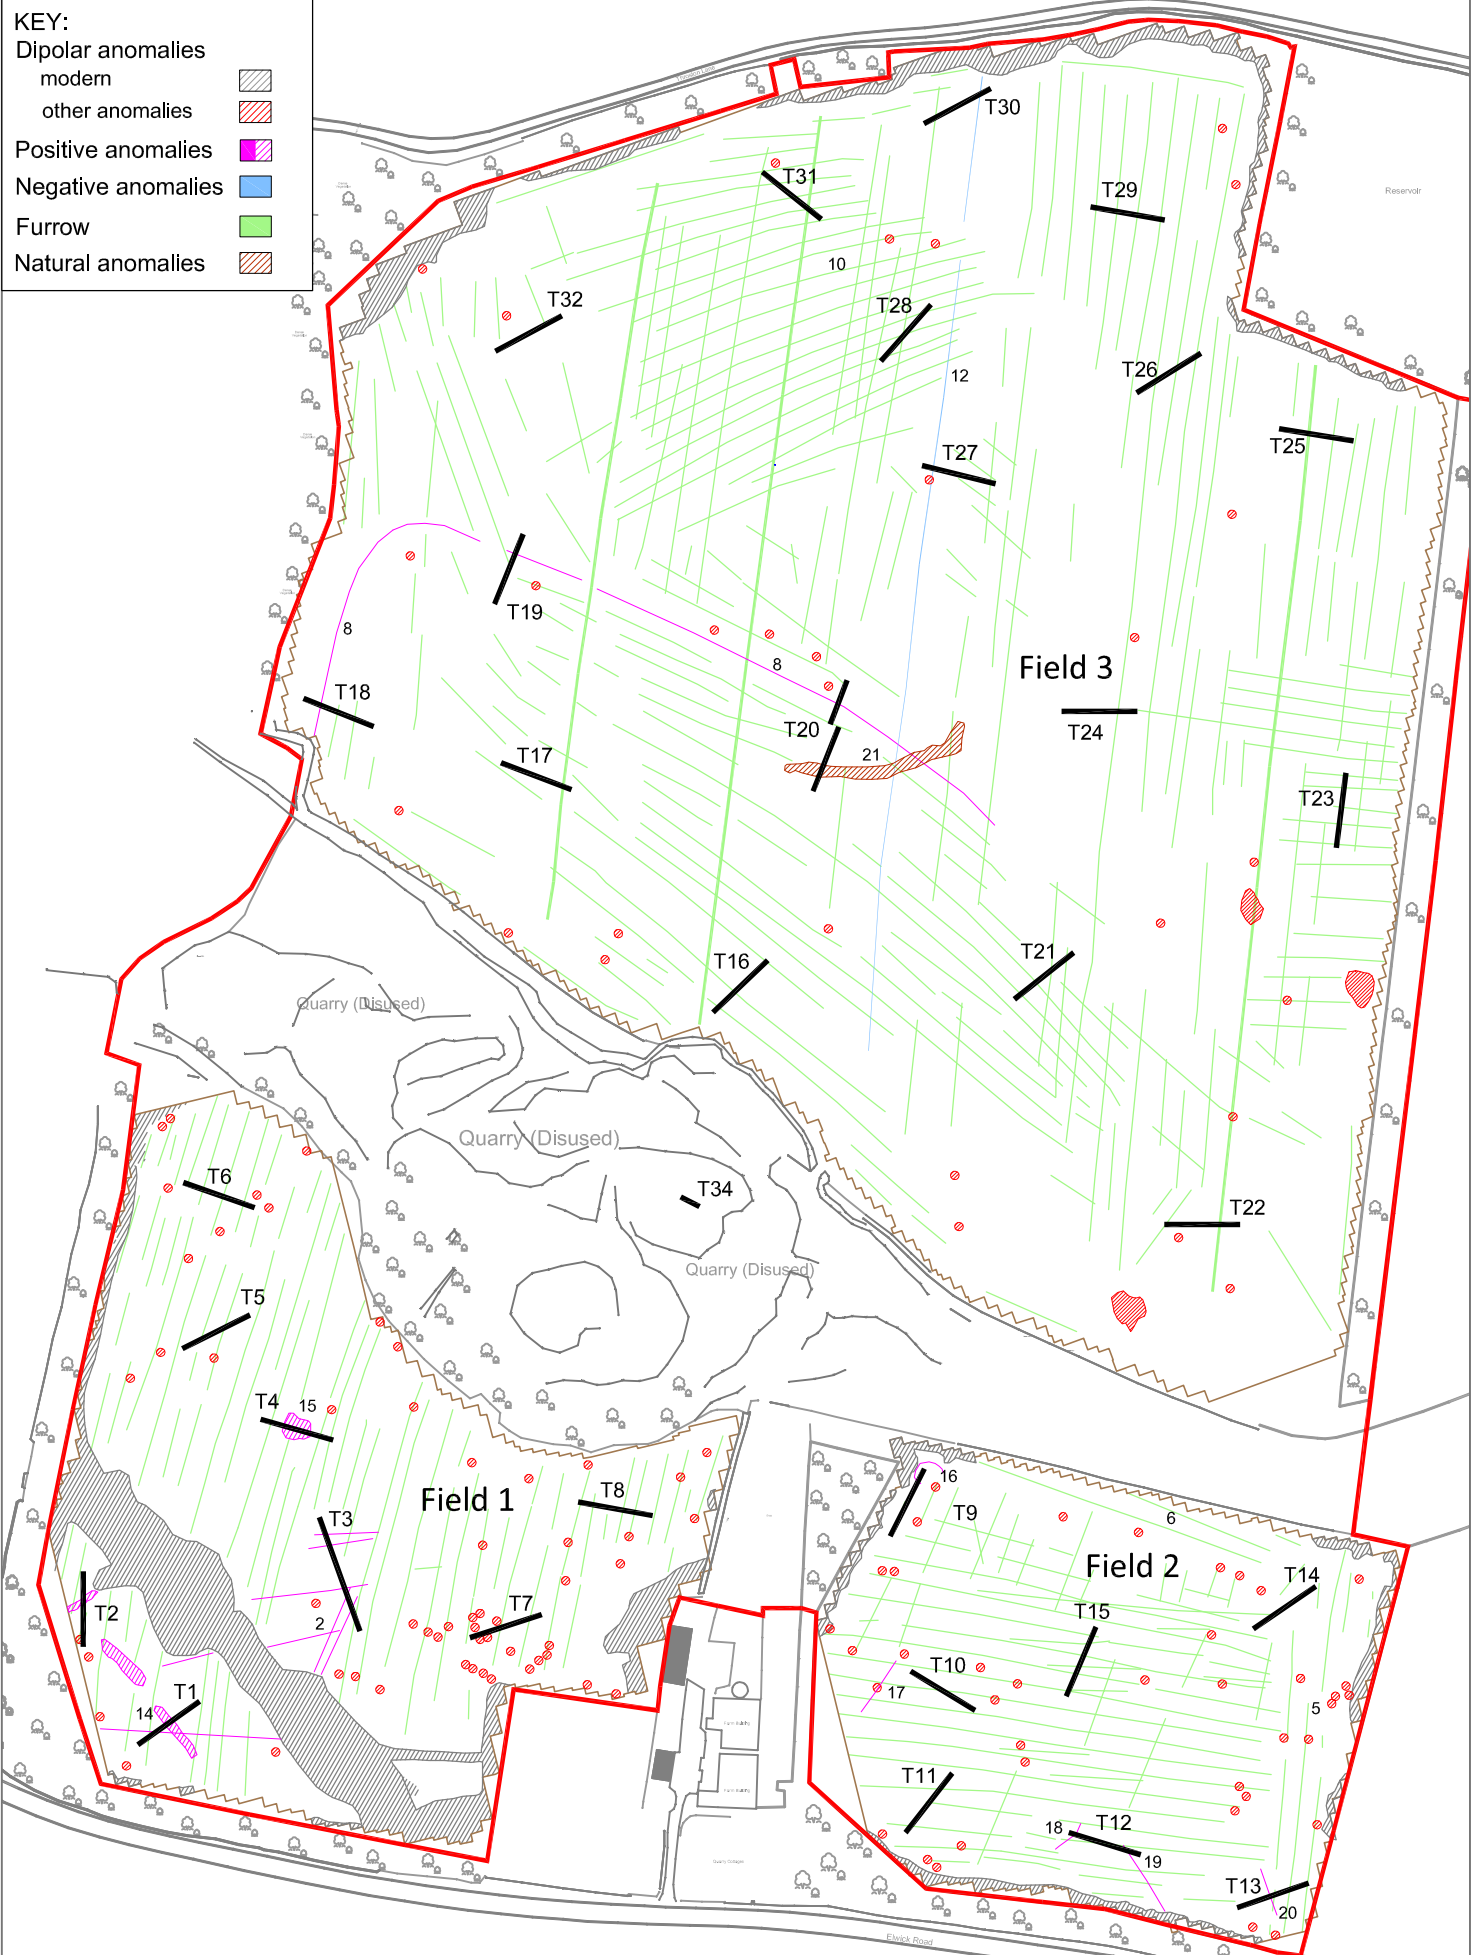 KEY:
Dipolar anomalies
modern
other anomalies
Positive anomalies
Negative anomalies
Furrow
Natural anomalies
T30
T31
T29
Reservoir
10
T32
T28
12
T26
T25
T27
T19
8
8
Field 3
T18
T20
T24
T17
21
T23
T16
T21
Quarry (Disused)
Quarry (Disused)
T6
T34
T22
Quarry (Disused)
T5
T4
15
Field 1
T8
T3
16
T9
6
Field 2
T14
T2
2
T7
T15
T10
17
5
T1
14
T11
18
T12
19
T13
20
Elwick Road